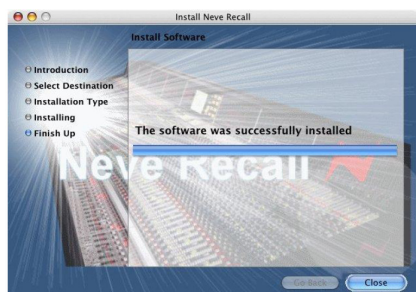 Install Neve Recall
Install Software
Introduction
Select Destination
Installation Type
Installing
Finish Up
The software was successfully installed
Neve Recall
Go Back
Close